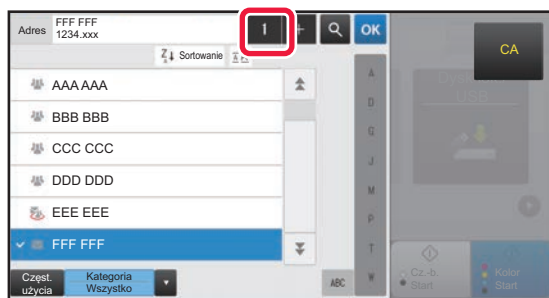 Adres FFF FFF 1 + OK
1234.xxx
CA
Sortowanie
AAA AAA
BBB BBB
CCC CCC
DDD DDD
EEE EEE
FFF FFF
A
D
G
J
M
P
T
W
USB
Częst. użycia
Kategoria
Wszystko
ABC
Cz.-b.
Start
Kolor
Start